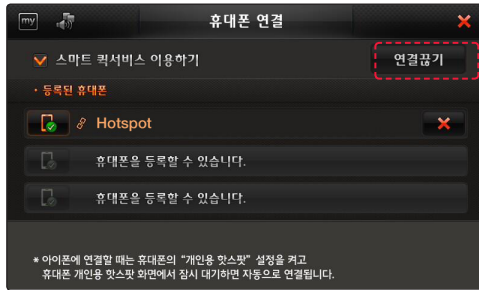 my
휴대폰 연결
스마트 퀵서비스 이용하기
연결끊기
· 등록된 휴대폰
Hotspot
휴대폰을 등록할 수 있습니다.
휴대폰을 등록할 수 있습니다.
* 아이폰에 연결할 때는 휴대폰의 "개인용 핫스팟" 설정을 켜고
휴대폰 개인용 핫스팟 화면에서 잠시 대기하면 자동으로 연결됩니다.